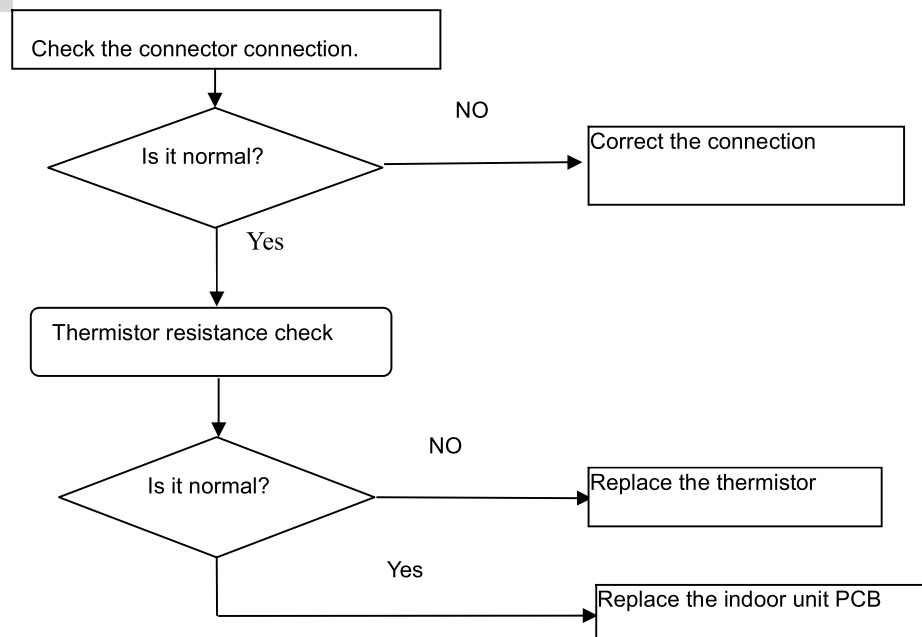 Check the connector connection.
NO
Is it normal?
Correct the connection
Yes
Thermistor resistance check
NO
Is it normal?
Replace the thermistor
Yes
Replace the indoor unit PCB